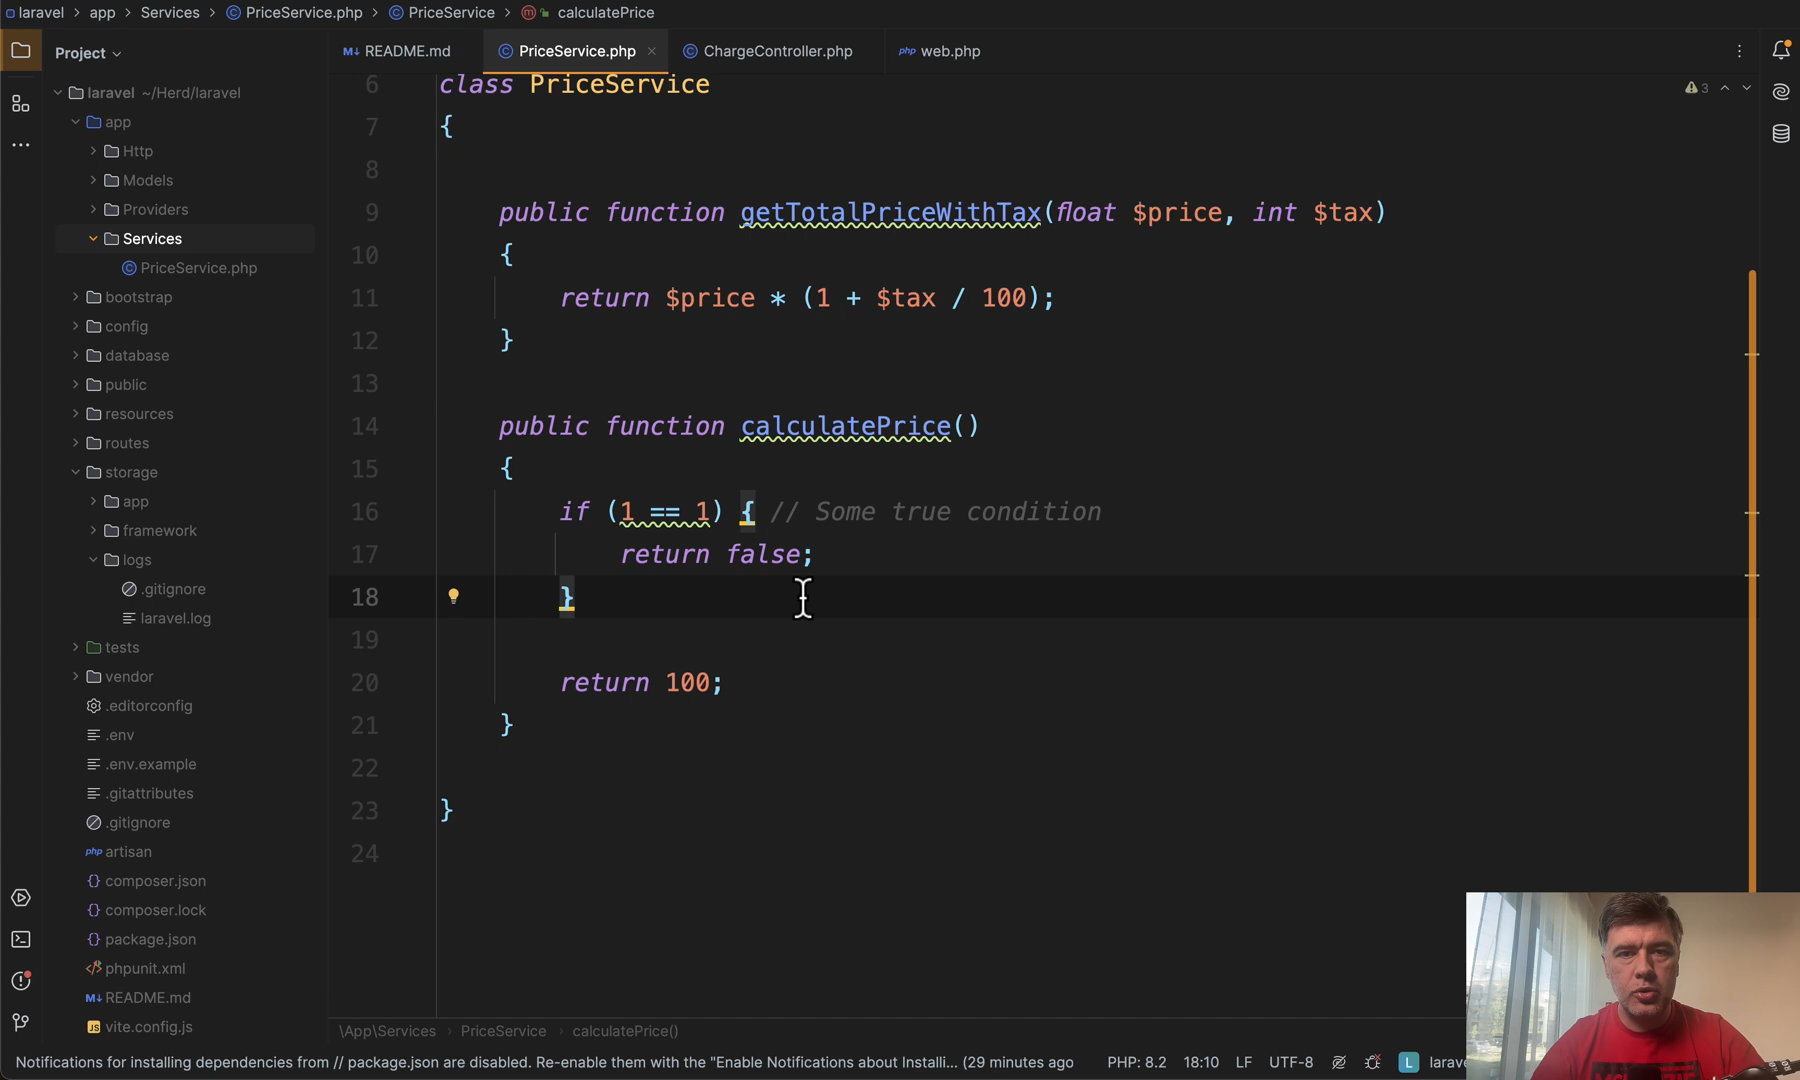 laravel > app > Services > PriceService.php > PriceService > calculatePrice
Project
README.md
PriceService.php
ChargeController.php
php web.php
laravel ~/Herd/laravel
app
Http
Models
Providers
Services
PriceService.php
bootstrap
config
database
public
resources
routes
storage
app
framework
logs
.gitignore
laravel.log
tests
vendor
.editorconfig
.env
.env.example
.gitattributes
.gitignore
php artisan
composer.json
composer.lock
package.json
phpunit.xml
README.md
vite.config.js
3
6 class PriceService
7 {
8
9 public function getTotalPriceWithTax(float $price, int $tax)
10 {
11 return $price * (1 + $tax / 100);
12 }
13
14 public function calculatePrice()
15 {
16 if (1 == 1) { // Some true condition
17 return false;
18 }
19
20 return 100;
21 }
22
23 }
24
\App\Services > PriceService > calculatePrice()
Notifications for installing dependencies from // package.json are disabled. Re-enable them with the "Enable Notifications about Installi... (29 minutes ago PHP: 8.2 18:10 LF UTF-8 L